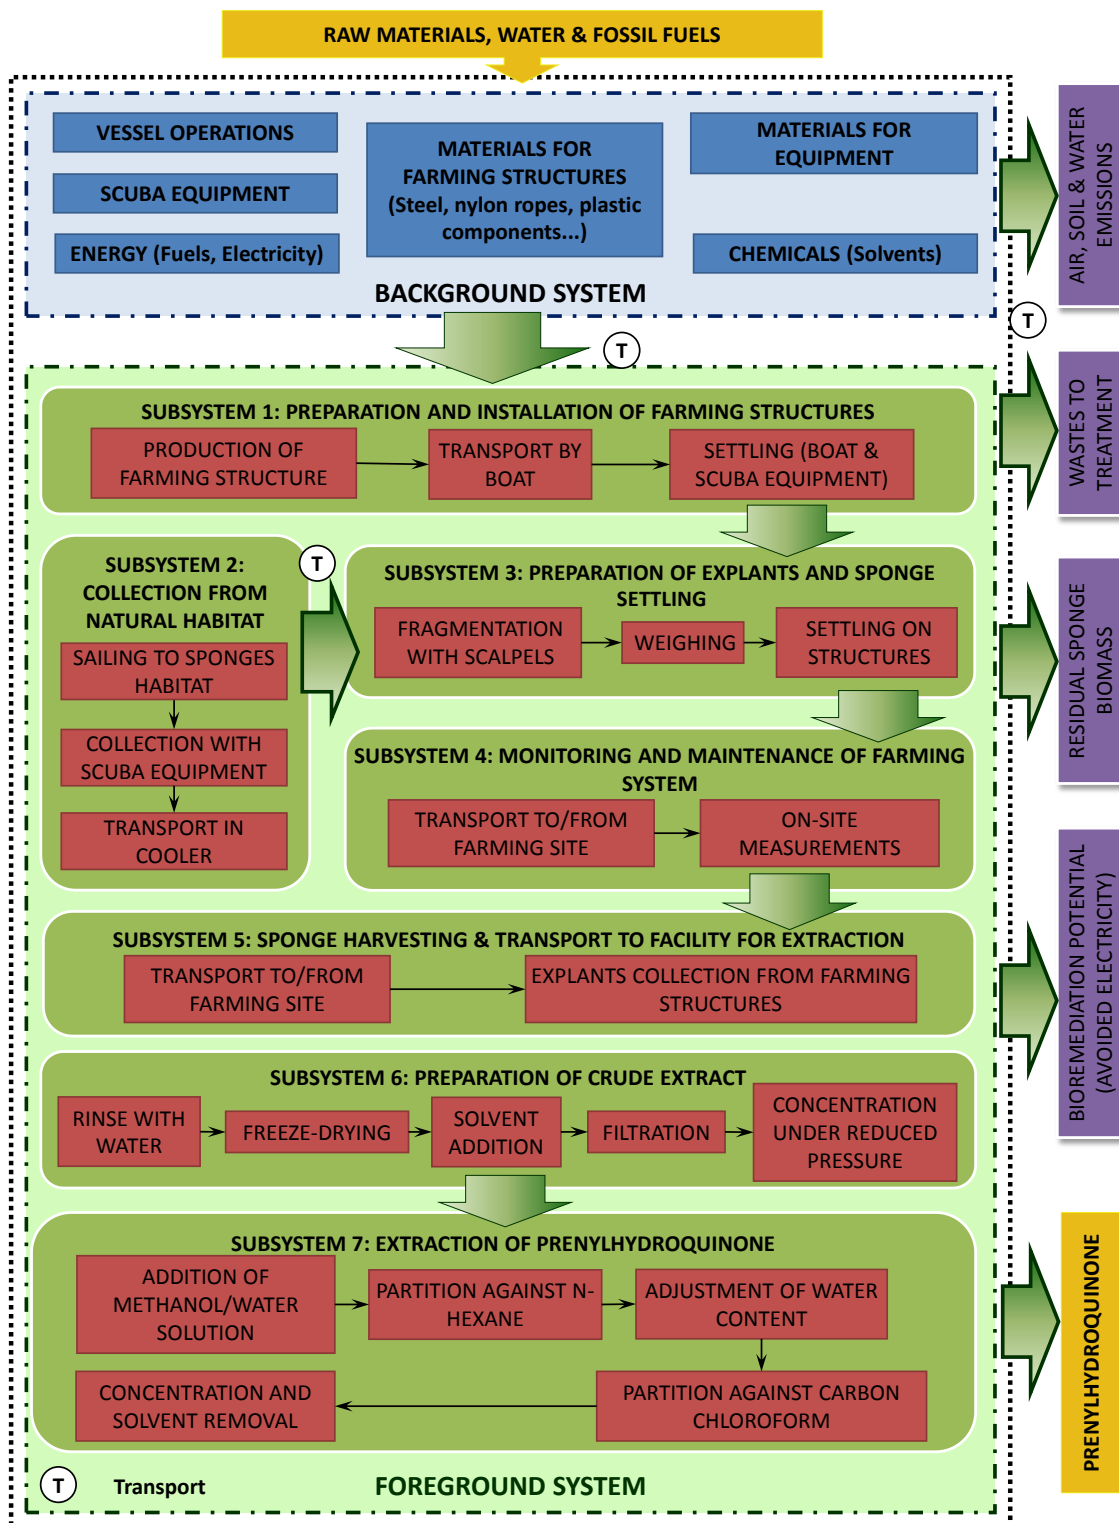 RAW MATERIALS, WATER & FOSSIL FUELS
VESSEL OPERATIONS
SCUBA EQUIPMENT
ENERGY (Fuels, Electricity)
MATERIALS FOR
FARMING STRUCTURES
(Steel, nylon ropes, plastic
components...)
MATERIALS FOR
EQUIPMENT
CHEMICALS (Solvents)
BACKGROUND SYSTEM
T
T
SUBSYSTEM 1: PREPARATION AND INSTALLATION OF FARMING STRUCTURES
PRODUCTION OF
FARMING STRUCTURE
TRANSPORT BY
BOAT
SETTLING (BOAT &
SCUBA EQUIPMENT)
SUBSYSTEM 2:
COLLECTION FROM
NATURAL HABITAT
SAILING TO SPONGES
HABITAT
COLLECTION WITH
SCUBA EQUIPMENT
TRANSPORT IN
COOLER
T
SUBSYSTEM 3: PREPARATION OF EXPLANTS AND SPONGE
SETTLING
FRAGMENTATION
WITH SCALPELS
WEIGHING
SETTLING ON
STRUCTURES
SUBSYSTEM 4: MONITORING AND MAINTENANCE OF FARMING
SYSTEM
TRANSPORT TO/FROM
FARMING SITE
ON-SITE
MEASUREMENTS
SUBSYSTEM 5: SPONGE HARVESTING & TRANSPORT TO FACILITY FOR EXTRACTION
TRANSPORT TO/FROM
FARMING SITE
EXPLANTS COLLECTION FROM FARMING
STRUCTURES
SUBSYSTEM 6: PREPARATION OF CRUDE EXTRACT
RINSE WITH
WATER
FREEZE-DRYING
SOLVENT
ADDITION
FILTRATION
CONCENTRATION
UNDER REDUCED
PRESSURE
SUBSYSTEM 7: EXTRACTION OF PRENYLHYDROQUINONE
ADDITION OF
METHANOL/WATER
SOLUTION
PARTITION AGAINST N-
HEXANE
ADJUSTMENT OF WATER
CONTENT
PARTITION AGAINST CARBON
CHLOROFORM
CONCENTRATION AND
SOLVENT REMOVAL
T
Transport
FOREGROUND SYSTEM
AIR, SOIL & WATER
EMISSIONS
WASTES TO
TREATMENT
RESIDUAL SPONGE
BIOMASS
BIOREMEDIATION POTENTIAL
(AVOIDED ELECTRICITY)
PRENYLHYDROQUINONE